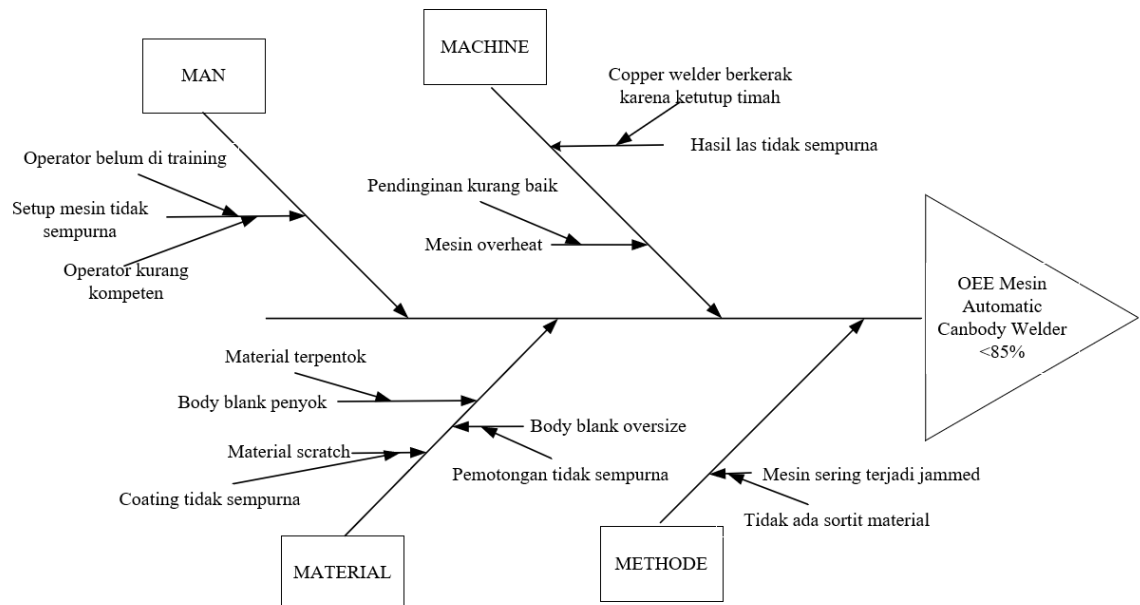 MAN
MACHINE
Copper welder berkerak
karena ketutup timah
Hasil las tidak sempurna
Operator belum di training
Setup mesin tidak
sempurna
Operator kurang
kompeten
Pendinginan kurang baik
Mesin overheat
OEE Mesin
Automatic
Canbody Welder
<85%
Material terpentok
Body blank penyok
Body blank oversize
Material scratch
Pemotongan tidak sempurna
Coating tidak sempurna
Mesin sering terjadi jammed
Tidak ada sortit material
MATERIAL
METHODE